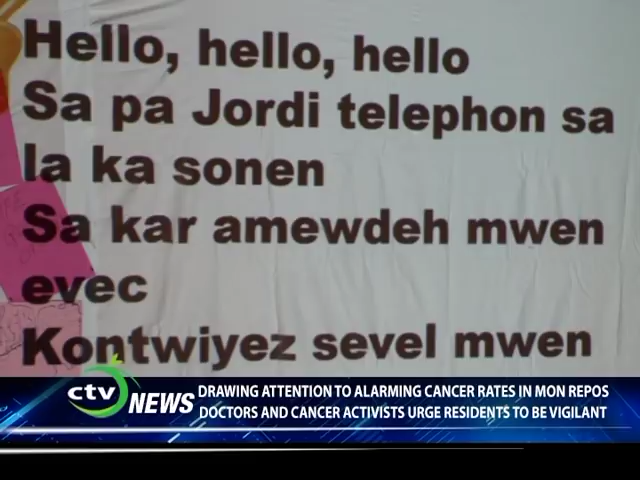 Hello, hello, hello
Sa pa Jordi telephon sa
la ka sonen
Sa kar amewdeh mwen
evec
Kontwiyez sevel mwen
ctv NEWS
DRAWING ATTENTION TO ALARMING CANCER RATES IN MON REPOS
DOCTORS AND CANCER ACTIVISTS URGE RESIDENTS TO BE VIGILANT